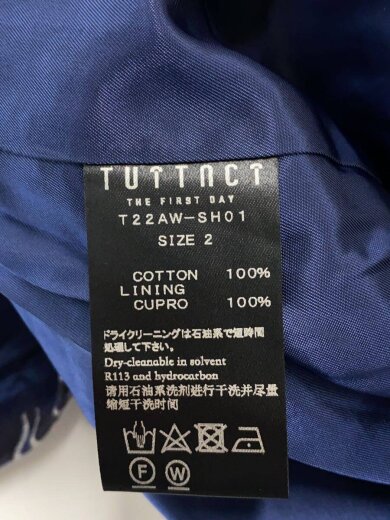 TUTTACT
THE FIRST DAY
T22AW-SH01
SIZE 2
COTTON 100%
LINING
CUPRO 100%
ドライクリーニングは石油系で短時間
処理して下さい。
Dry-cleanable in solvent
R113 and hydrocarbon
请用石油系洗剂进行干洗并尽量
缩短干洗时间
F W